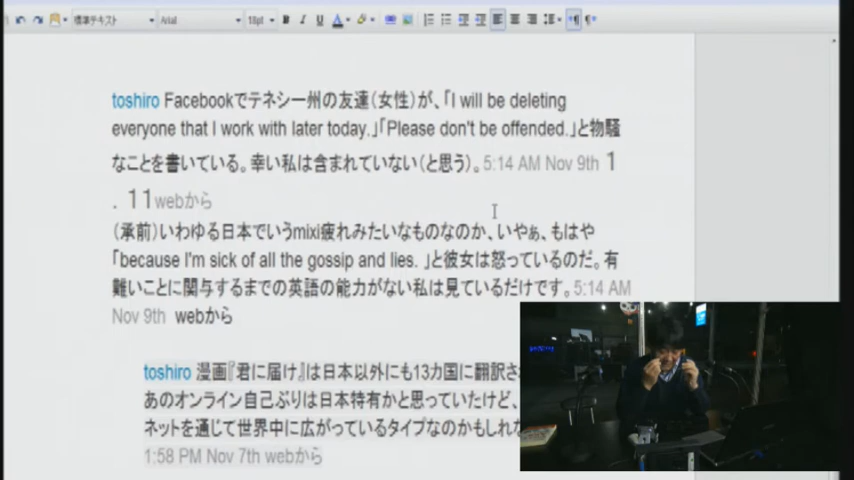 標準テキスト Arial 18pt B I U A
toshiro Facebookでテネシー州の友達（女性）が、「I will be deleting
everyone that I work with later today.」「Please don't be offended.」と物騒
なことを書いている。幸い私は含まれていない（と思う）。5:14 AM Nov 9th 1
. 11webから
（承前）いわゆる日本でいうmixi疲れみたいなものなのか、いやぁ、もはや
「because I'm sick of all the gossip and lies. 」と彼女は怒っているのだ。有
難いことに関与するまでの英語の能力がない私は見ているだけです。5:14 AM
Nov 9th webから
toshiro 漫画『君に届け』は日本以外にも13カ国に翻訳さ
あのオンライン自己ぶりは日本特有かと思っていたけど、
ネットを通じて世界中に広がっているタイプなのかもしれな
1:58 PM Nov 7th webから